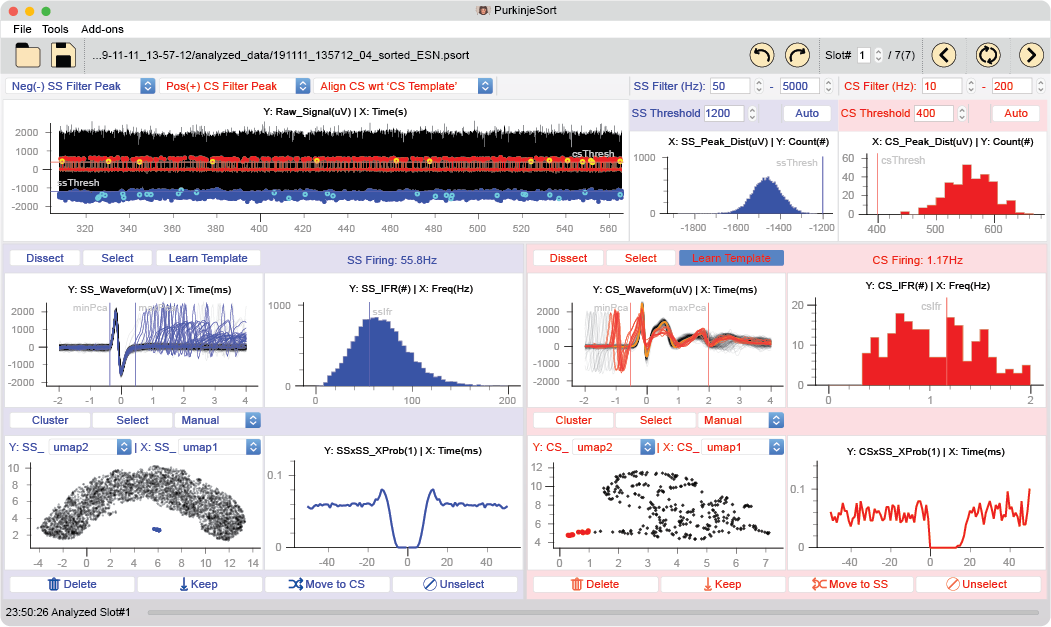 PurkinjeSort
File Tools Add-ons
...9-11-11_13-57-12/analyzed_data/191111_135712_04_sorted_ESN.psort
Slot# 1 / 7(7)
Neg(-) SS Filter Peak Pos(+) CS Filter Peak Align CS wrt 'CS Template'
SS Filter (Hz): 50 - 5000 CS Filter (Hz): 10 - 200
SS Threshold 1200 Auto CS Threshold 400 Auto
Y: Raw_Signal(uV) | X: Time(s)
2000
1000
0
-1000
-2000
csThresh
ssThresh
320 340 360 380 400 420 440 460 480 500 520 540 560
X: SS_Peak_Dist(uV) | Y: Count(#)
1000
0
ssThresh
-1800 -1600 -1400 -1200
X: CS_Peak_Dist(uV) | Y: Count(#)
60
40
20
0
csThresh
400 500 600
Dissect Select Learn Template SS Firing: 55.8Hz
Dissect Select Learn Template CS Firing: 1.17Hz
Y: SS_Waveform(uV) | X: Time(ms)
2000
1000
0
-1000
-2000
minPca
-2 -1 0 1 2 3 4
Y: SS_IFR(#) | X: Freq(Hz)
1000
0
ssIfr
0 100 200
Y: CS_Waveform(uV) | X: Time(ms)
2000
1000
0
-1000
-2000
minPca maxPca
-2 -1 0 1 2 3 4
Y: CS_IFR(#) | X: Freq(Hz)
20
10
0
csIfr
0 1 2
Cluster Select Manual
Cluster Select Manual
Y: SS_ umap2 | X: SS_ umap1
10
8
6
4
2
-4 -2 0 2 4 6 8 10 12 14
Y: SSxSS_XProb(1) | X: Time(ms)
0.1
0
-40 -20 0 20 40
Y: CS_ umap2 | X: CS_ umap1
12
10
8
6
4
0 1 2 3 4 5 6 7
Y: CSxSS_XProb(1) | X: Time(ms)
0.1
0
-40 -20 0 20 40
Delete Keep Move to CS Unselect
Delete Keep Move to SS Unselect
23:50:26 Analyzed Slot#1